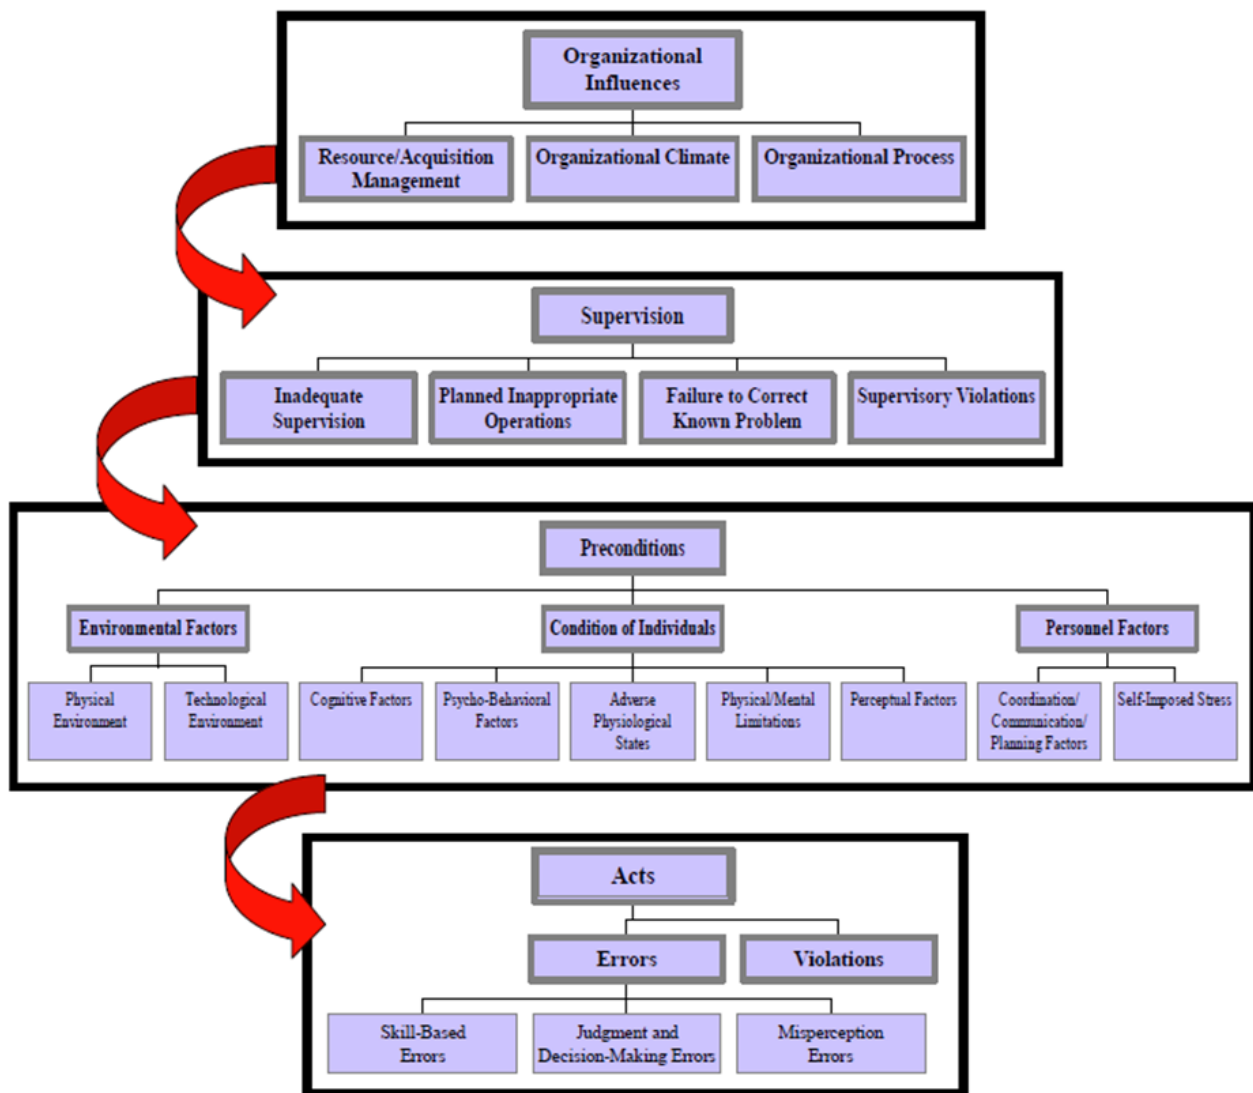 Organizational
Influences
Resource/Acquisition
Management
Organizational Climate
Organizational Process
Supervision
Inadequate
Supervision
Planned Inappropriate
Operations
Failure to Correct
Known Problem
Supervisory Violations
Preconditions
Environmental Factors
Condition of Individuals
Personnel Factors
Physical
Environment
Technological
Environment
Cognitive Factors
Psycho-Behavioral
Factors
Adverse
Physiological
States
Physical/Mental
Limitations
Perceptual Factors
Coordination/
Communication/
Planning Factors
Self-Imposed Stress
Acts
Errors
Violations
Skill-Based
Errors
Judgment and
Decision-Making Errors
Misperception
Errors